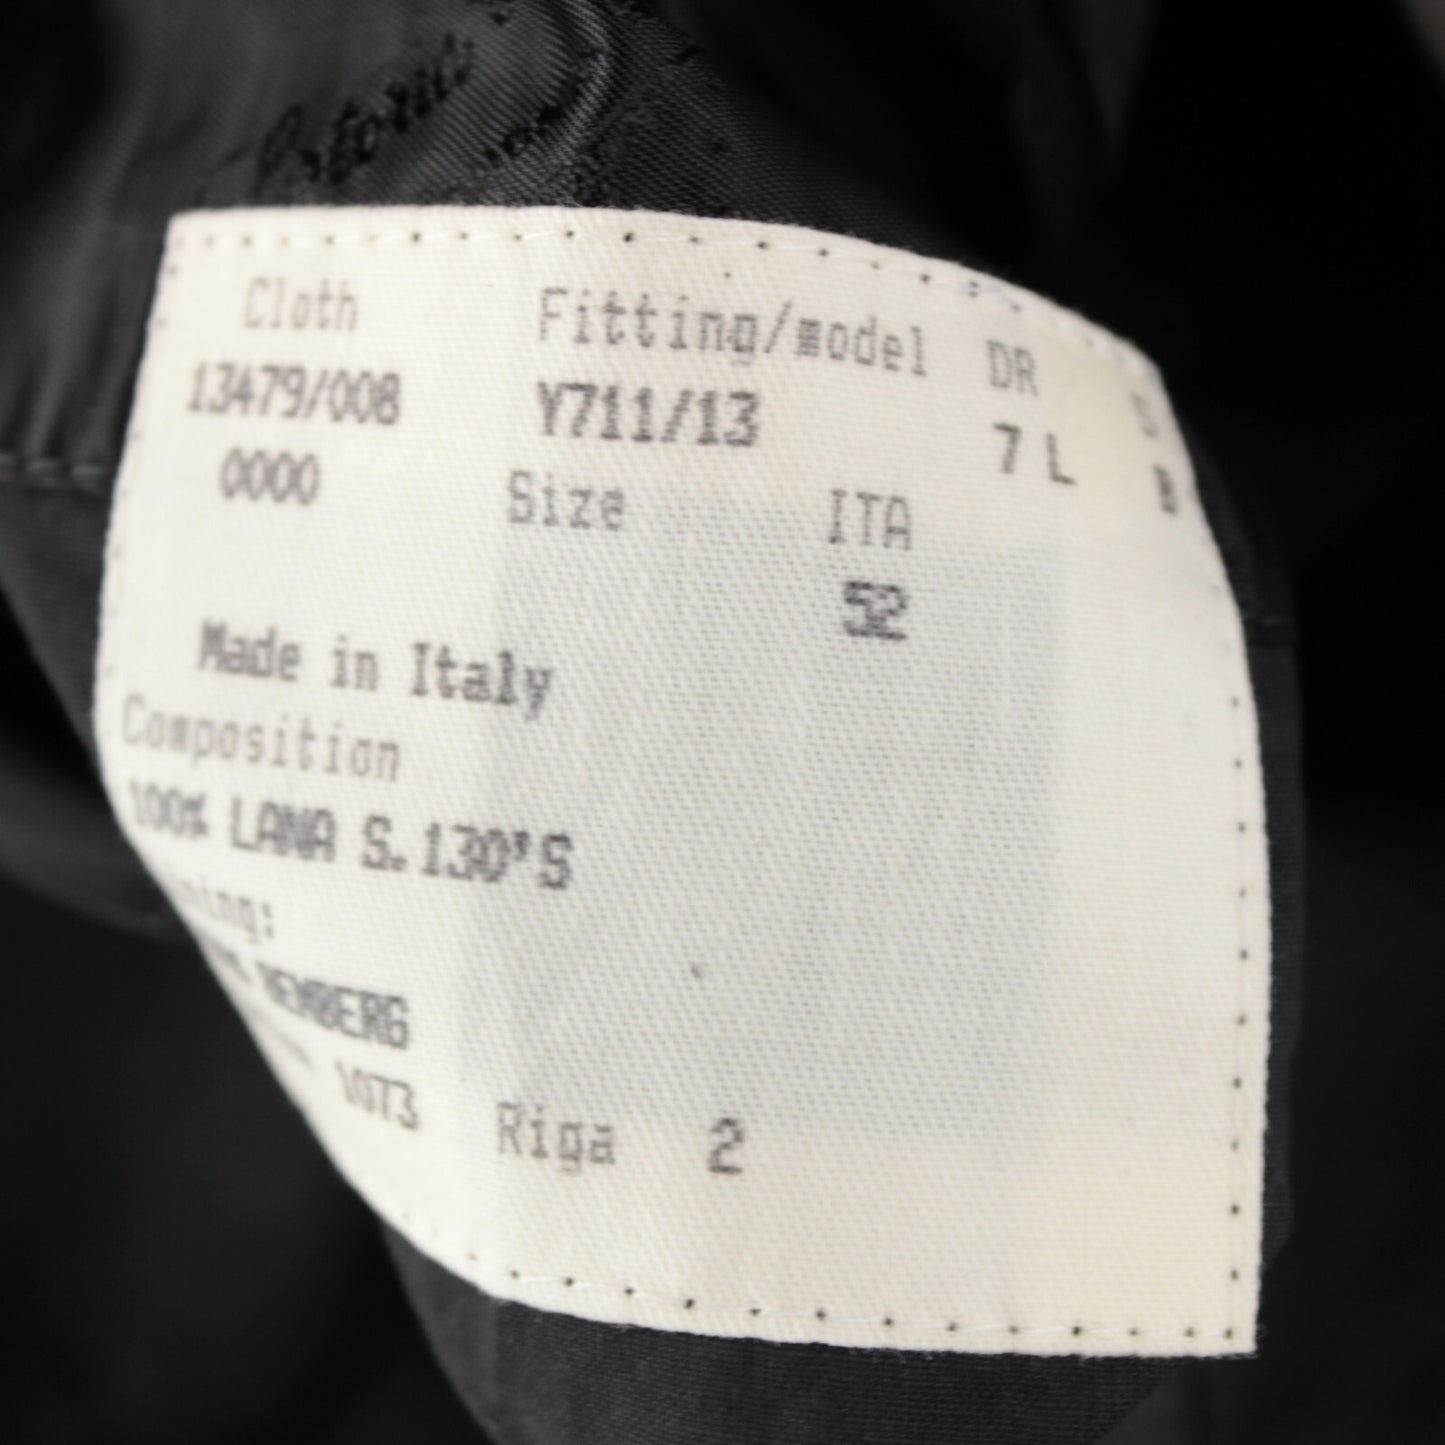 Cloth Fitting/model DR S
13479/008 Y711/13 7 L B
0000 Size ITA
52
Made in Italy
Composition
100% LANA S.130'S
BEMBERG
1073 Riga 2